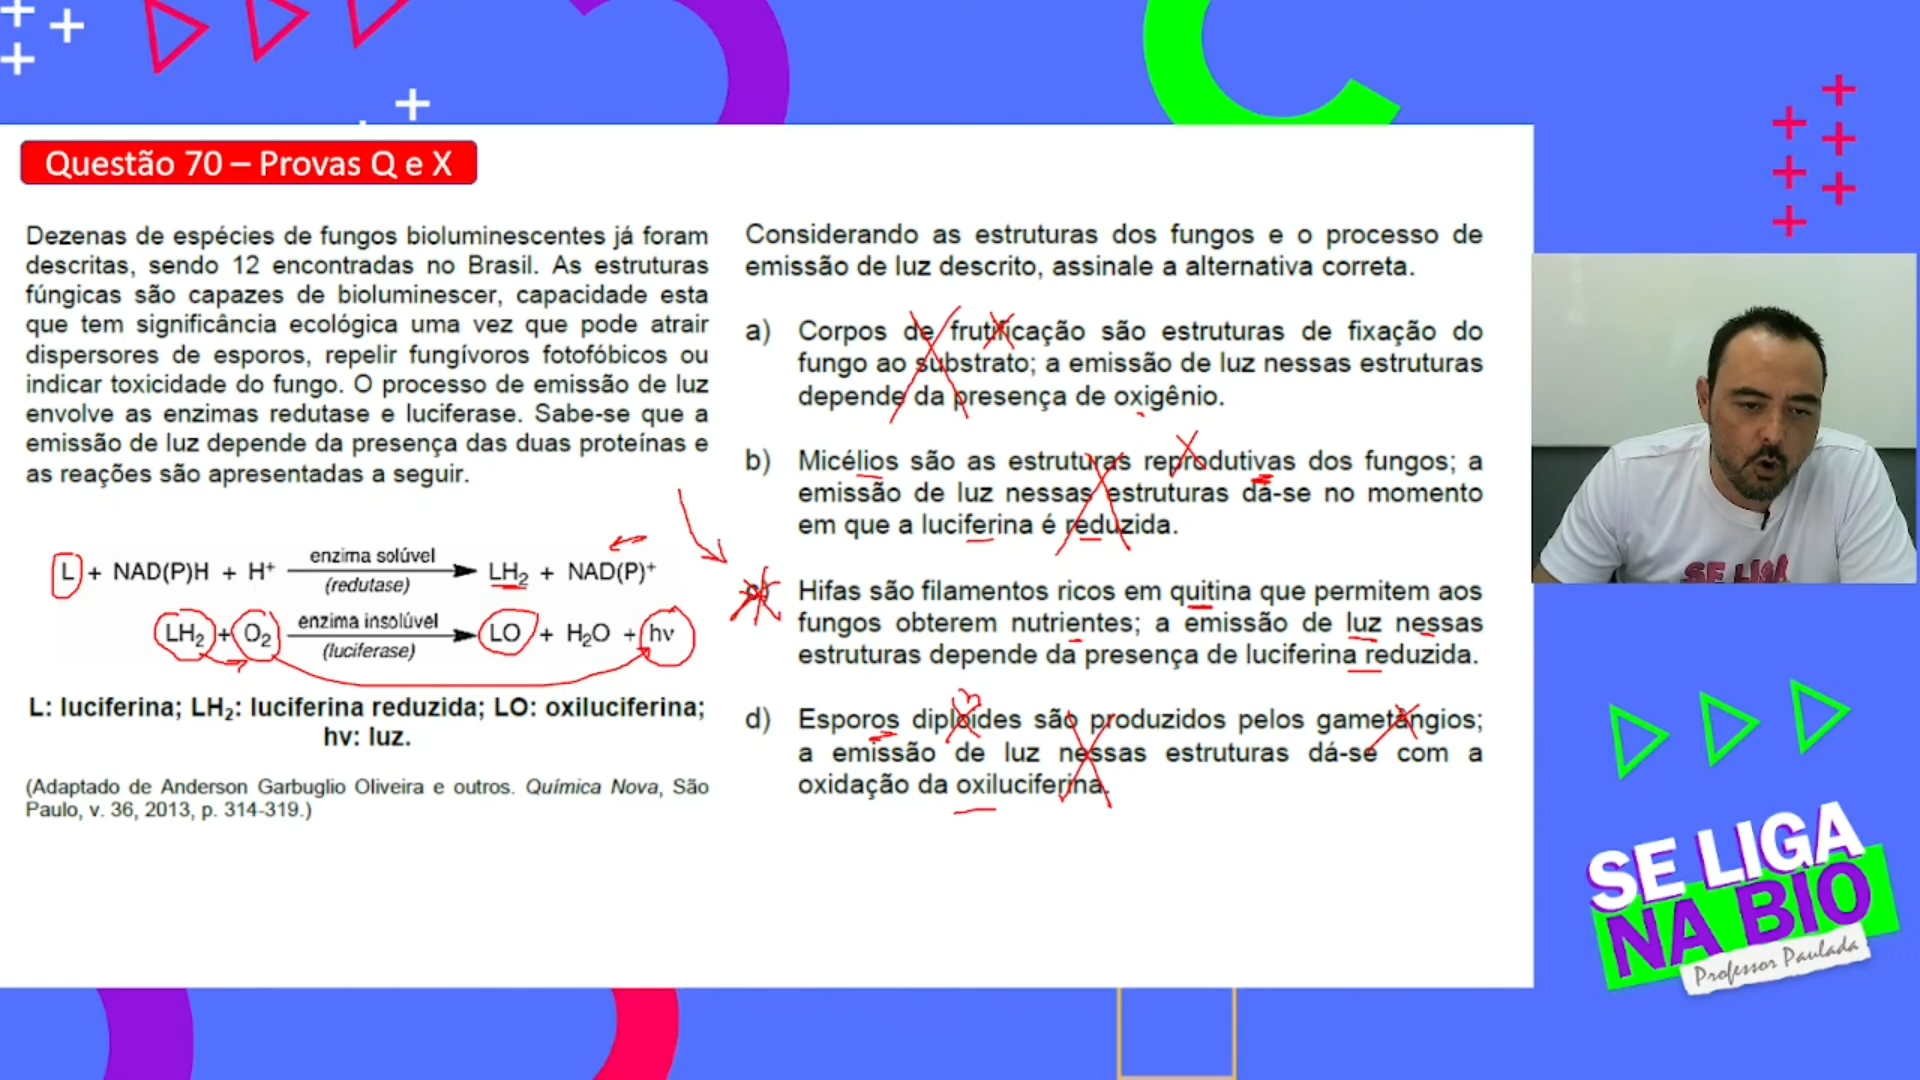 Questão 70 – Provas Q e X
Dezenas de espécies de fungos bioluminescentes já foram
descritas, sendo 12 encontradas no Brasil. As estruturas
fúngicas são capazes de bioluminescer, capacidade esta
que tem significância ecológica uma vez que pode atrair
dispersores de esporos, repelir fungívoros fotofóbicos ou
indicar toxicidade do fungo. O processo de emissão de luz
envolve as enzimas redutase e luciferase. Sabe-se que a
emissão de luz depende da presença das duas proteínas e
as reações são apresentadas a seguir.
L + NAD(P)H + H⁺ enzima solúvel (redutase) LH₂ + NAD(P)⁺
LH₂ + O₂ enzima insolúvel (luciferase) LO + H₂O + hν
L: luciferina; LH₂: luciferina reduzida; LO: oxiluciferina;
hν: luz.
(Adaptado de Anderson Garbuglio Oliveira e outros. Química Nova, São
Paulo, v. 36, 2013, p. 314-319.)
Considerando as estruturas dos fungos e o processo de
emissão de luz descrito, assinale a alternativa correta.
a) Corpos de frutificação são estruturas de fixação do
fungo ao substrato; a emissão de luz nessas estruturas
depende da presença de oxigênio.
b) Micélios são as estruturas reprodutivas dos fungos; a
emissão de luz nessas estruturas dá-se no momento
em que a luciferina é reduzida.
c) Hifas são filamentos ricos em quitina que permitem aos
fungos obterem nutrientes; a emissão de luz nessas
estruturas depende da presença de luciferina reduzida.
d) Esporos diploides são produzidos pelos gametângios;
a emissão de luz nessas estruturas dá-se com a
oxidação da oxiluciferina.
SE LIGA
SE LIGA
NA BIO
Professor Paulada